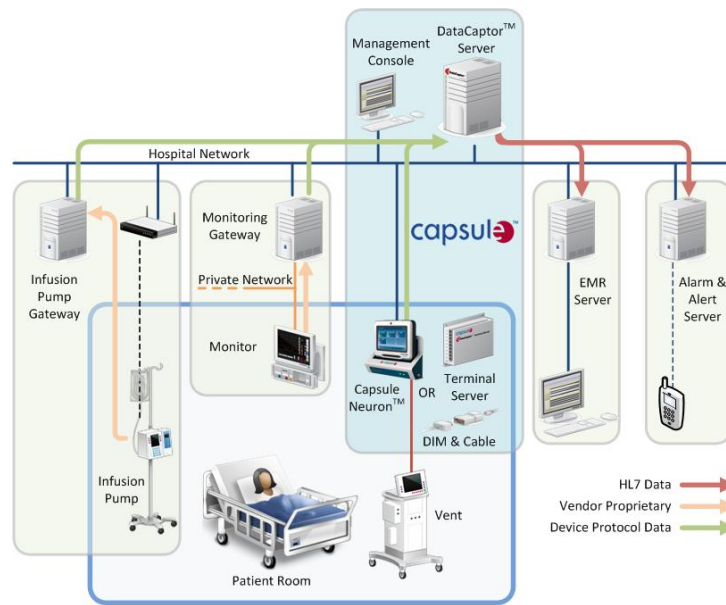 DataCaptor™
Server
Management
Console
Hospital Network
Infusion
Pump
Gateway
Monitoring
Gateway
Private Network
capsule™
EMR
Server
Alarm &
Alert
Server
Monitor
Capsule
Neuron™
OR
Terminal
Server
DIM & Cable
Infusion
Pump
Vent
Patient Room
HL7 Data
Vendor Proprietary
Device Protocol Data